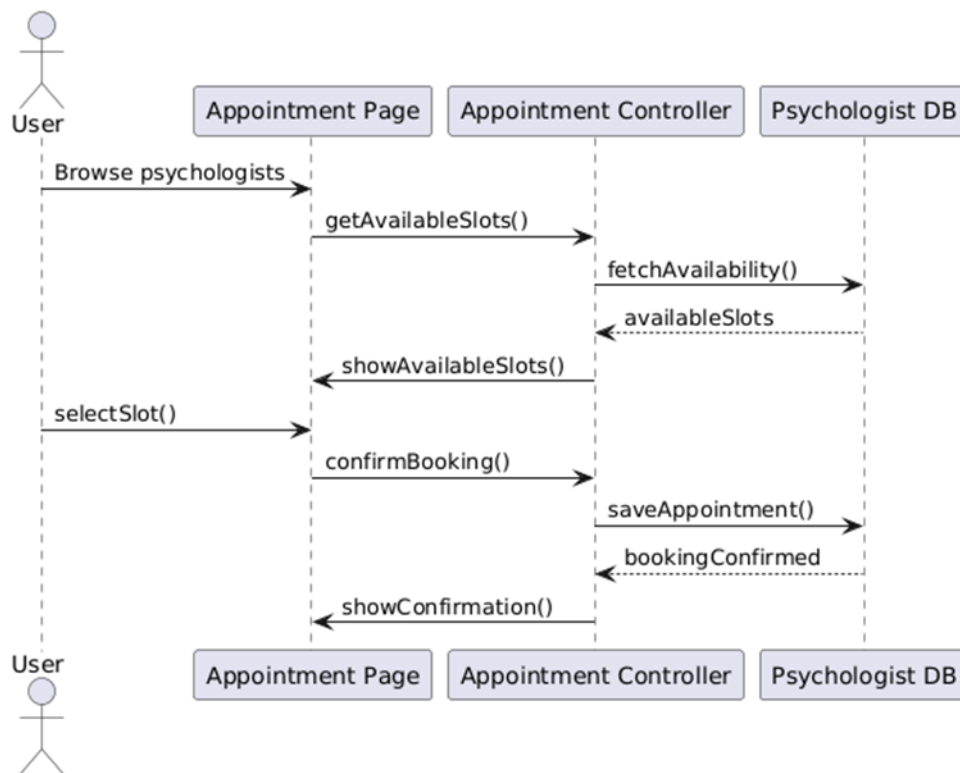 User
Appointment Page
Appointment Controller
Psychologist DB
Browse psychologists
getAvailableSlots()
fetchAvailability()
availableSlots
showAvailableSlots()
selectSlot()
confirmBooking()
saveAppointment()
bookingConfirmed
showConfirmation()
User
Appointment Page
Appointment Controller
Psychologist DB